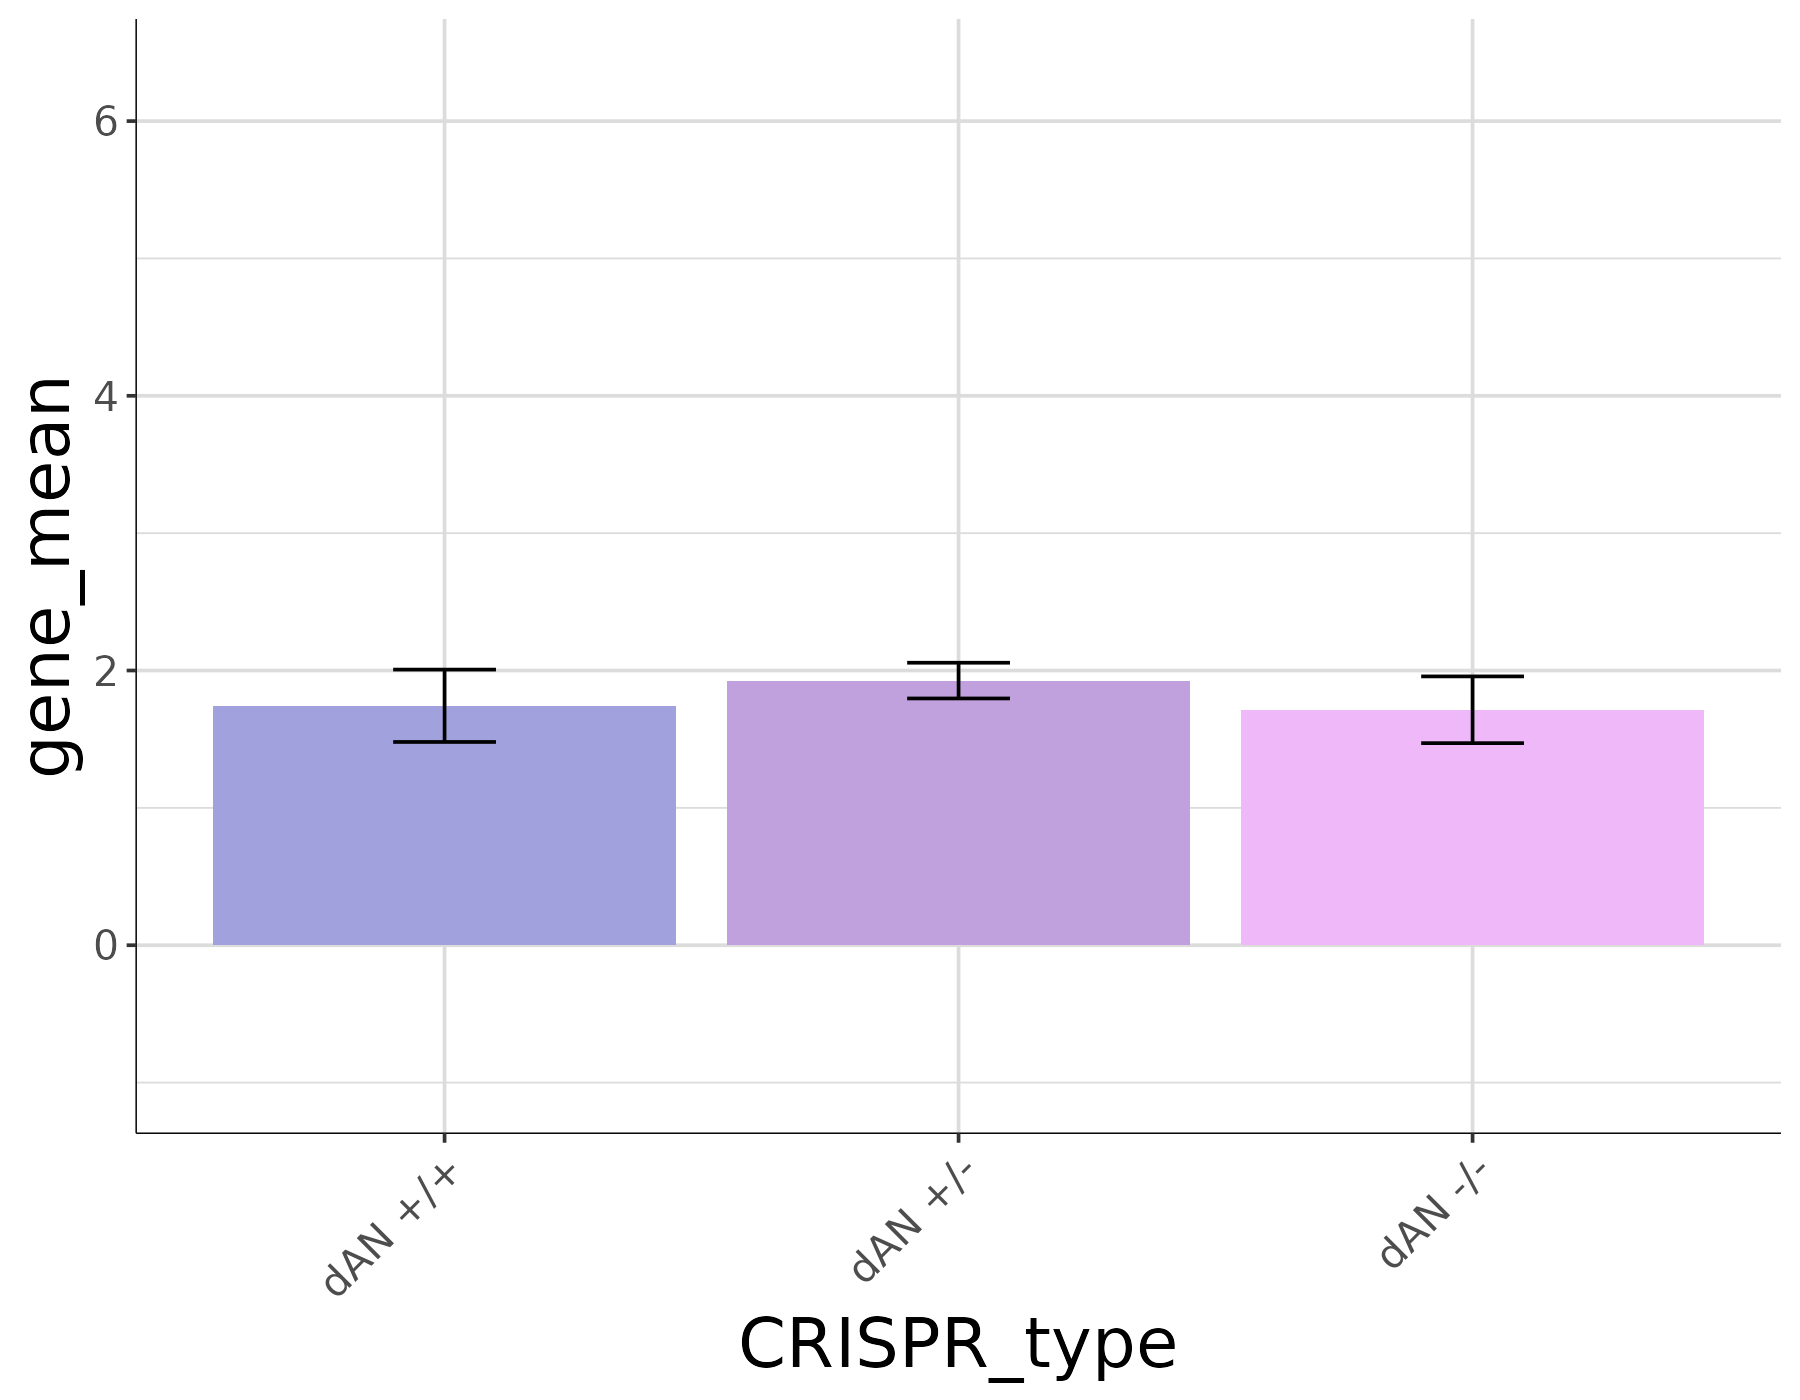 gene_mean
6
4
2
0
dAN +/+
dAN +/-
dAN -/-
CRISPR_type